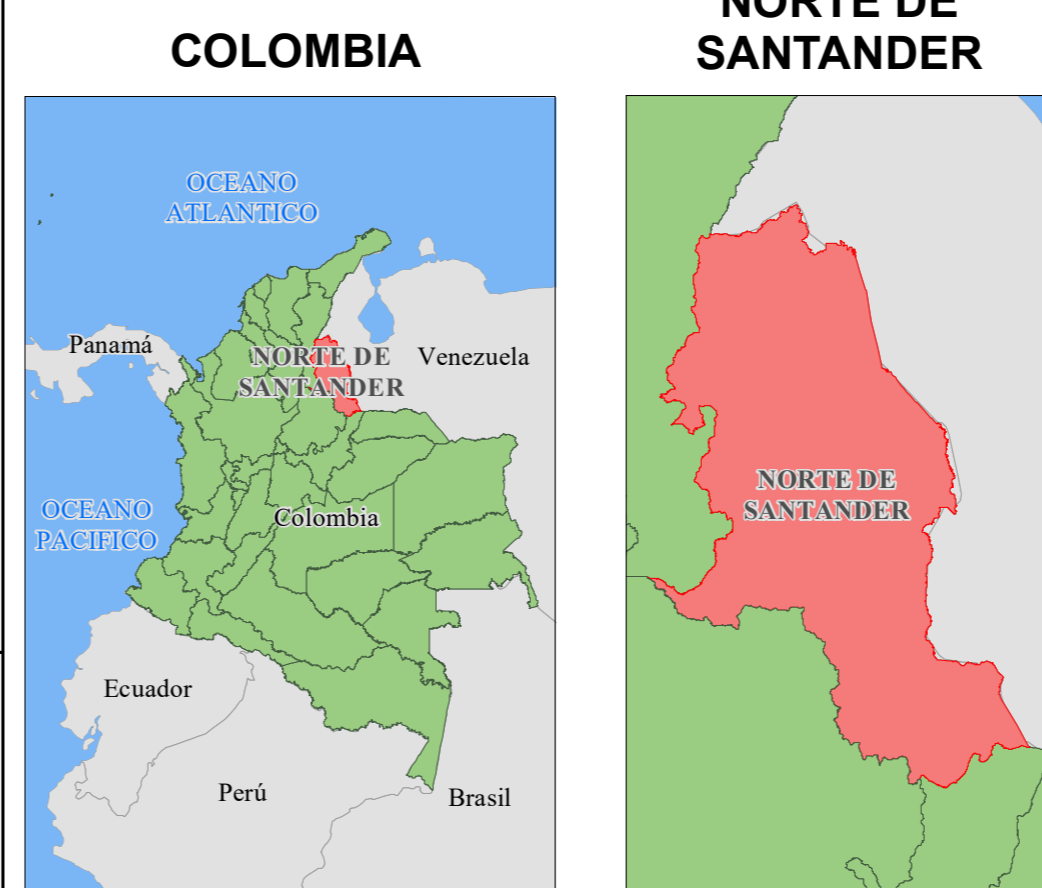 COLOMBIA
OCEANO
ATLANTICO
Panamá
NORTE DE
SANTANDER
Venezuela
OCEANO
PACIFICO
Colombia
Ecuador
Perú
Brasil
NORTE DE
SANTANDER
NORTE DE
SANTANDER